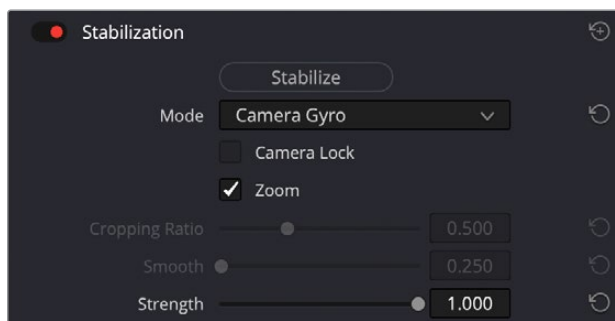 Stabilization
Stabilize
Mode Camera Gyro
Camera Lock
Zoom
Cropping Ratio 0.500
Smooth 0.250
Strength 1.000